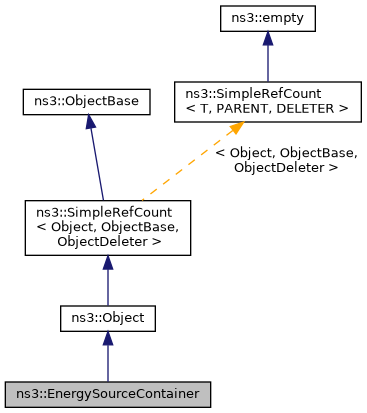 ns3::empty
ns3::SimpleRefCount
< T, PARENT, DELETER >
ns3::ObjectBase
< Object, ObjectBase,
ObjectDeleter >
ns3::SimpleRefCount
< Object, ObjectBase,
ObjectDeleter >
ns3::Object
ns3::EnergySourceContainer